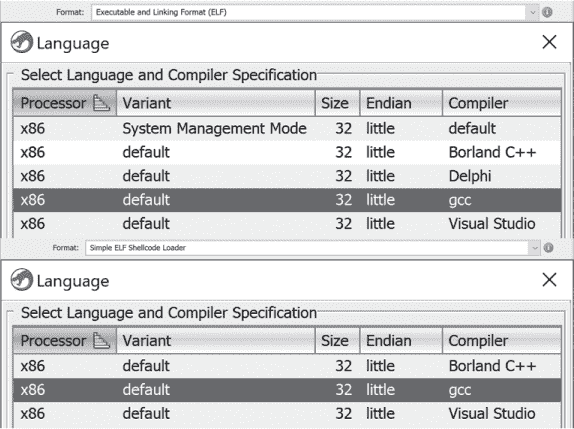 Format: Executable and Linking Format (ELF)
Language
Select Language and Compiler Specification
Processor Variant Size Endian Compiler
x86 System Management Mode 32 little default
x86 default 32 little Borland C++
x86 default 32 little Delphi
x86 default 32 little gcc
x86 default 32 little Visual Studio
Format: Simple ELF Shellcode Loader
Language
Select Language and Compiler Specification
Processor Variant Size Endian Compiler
x86 default 32 little Borland C++
x86 default 32 little gcc
x86 default 32 little Visual Studio